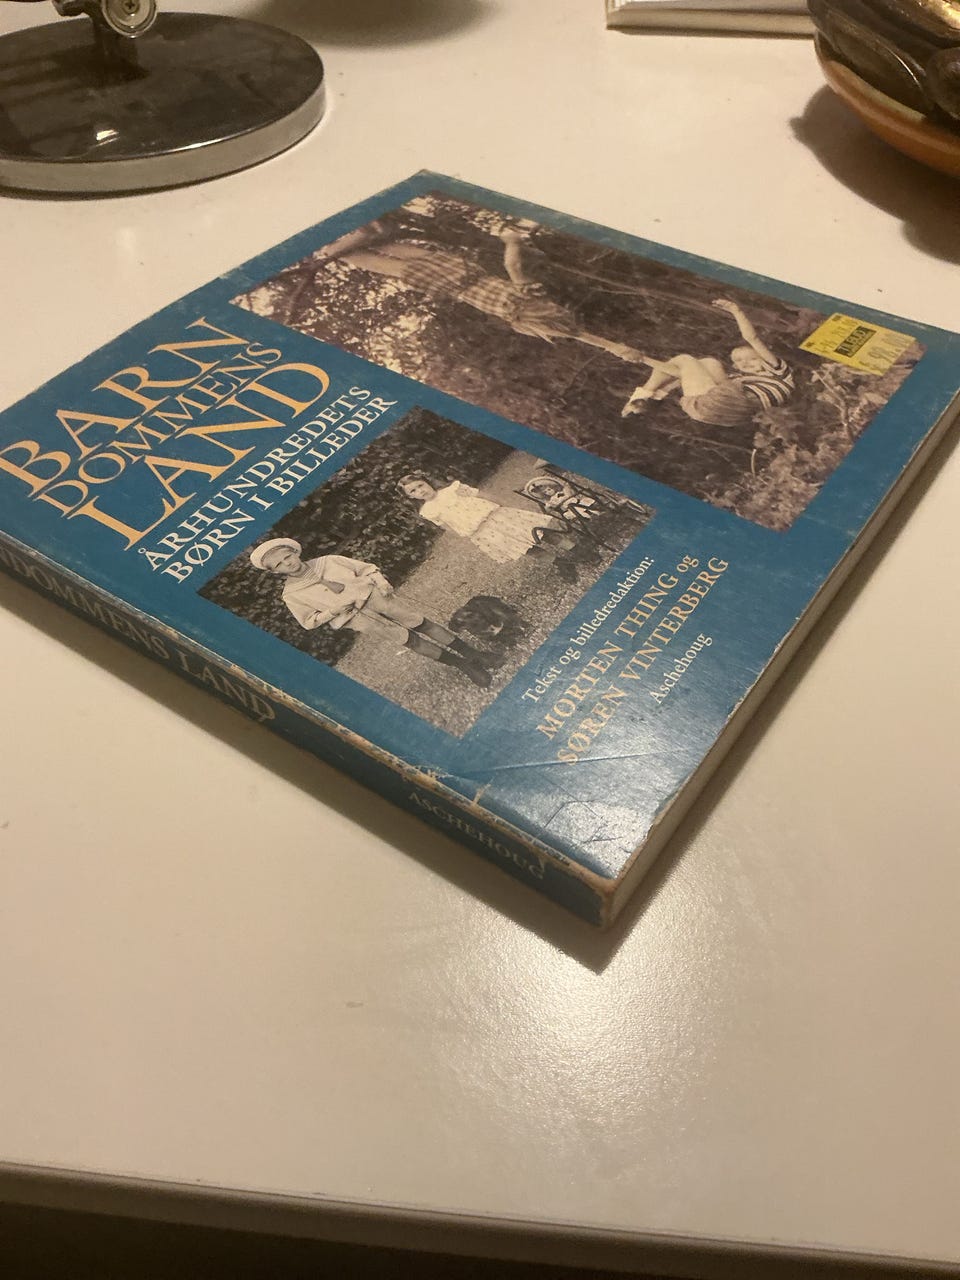 BARN
DOMMENS
LAND
ÅRHUNDREDETS
BØRN I BILLEDER
Tekst og billedredaktion:
MORTEN THING og
SØREN VINTERBERG
Aschehoug
DOMMENS LAND
ASCHEHOUG